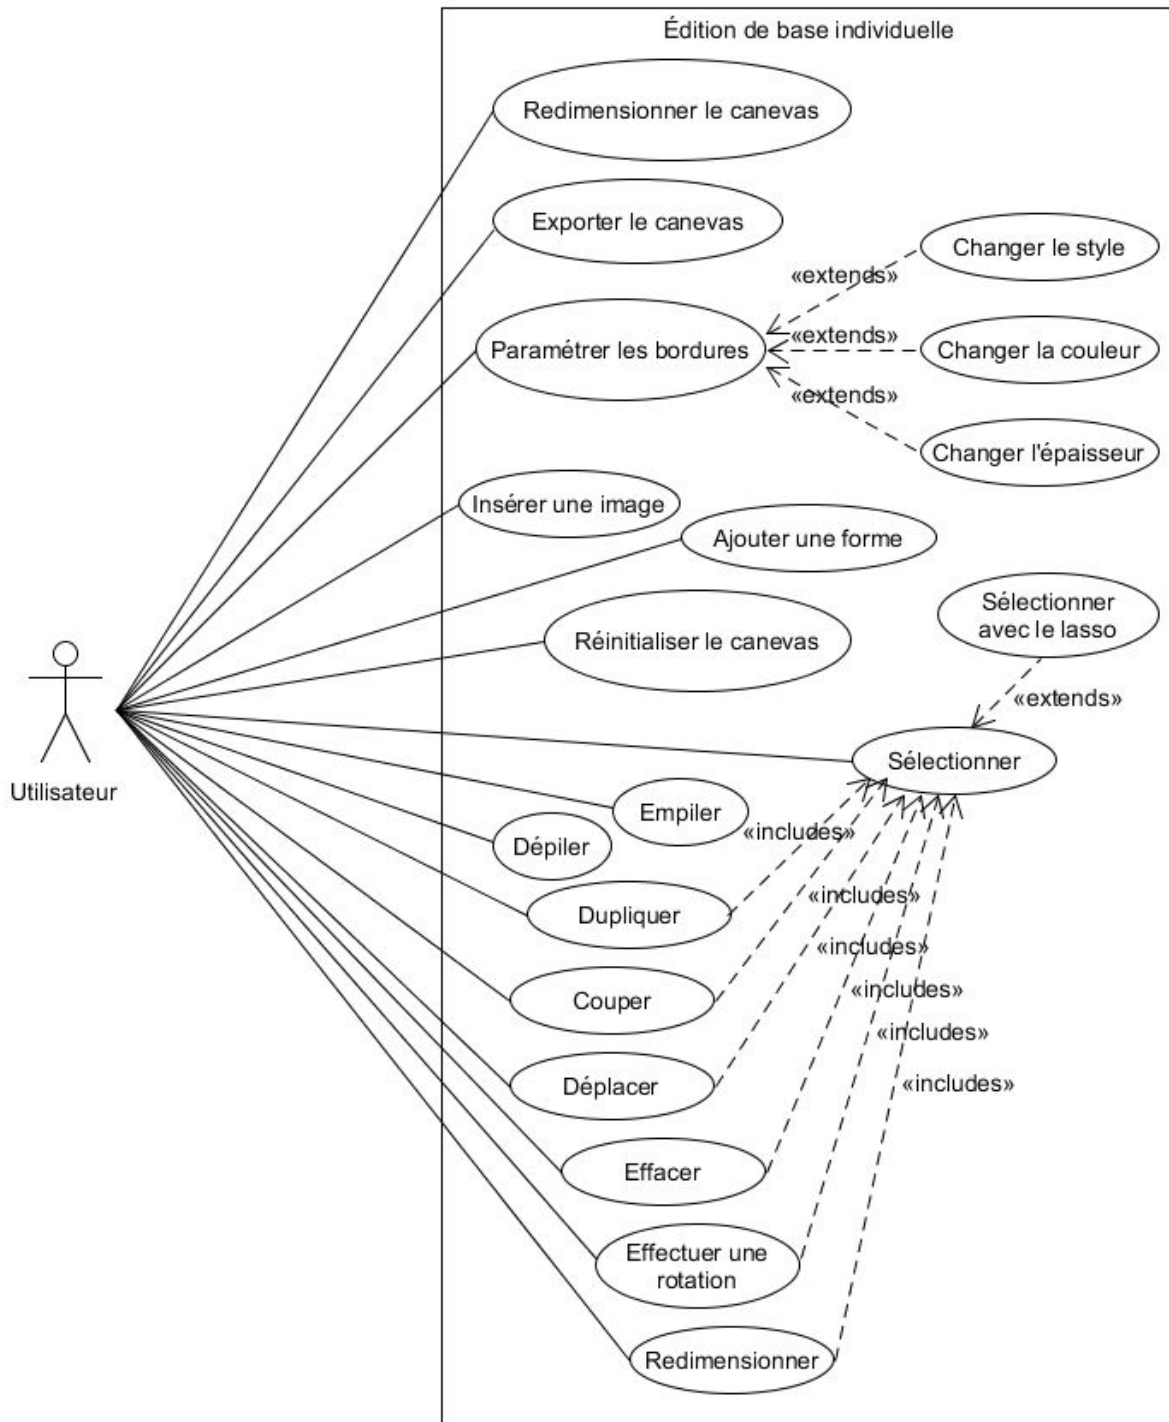 Édition de base individuelle
Redimensionner le canevas
Exporter le canevas
Changer le style
«extends»
Paramétrer les bordures
«extends»
Changer la couleur
«extends»
Changer l'épaisseur
Insérer une image
Ajouter une forme
Sélectionner
avec le lasso
Réinitialiser le canevas
«extends»
Sélectionner
Utilisateur
Empiler
«includes»
Dépiler
Dupliquer
«includes»
«includes»
Couper
«includes»
«includes»
Déplacer
«includes»
Effacer
Effectuer une
rotation
Redimensionner